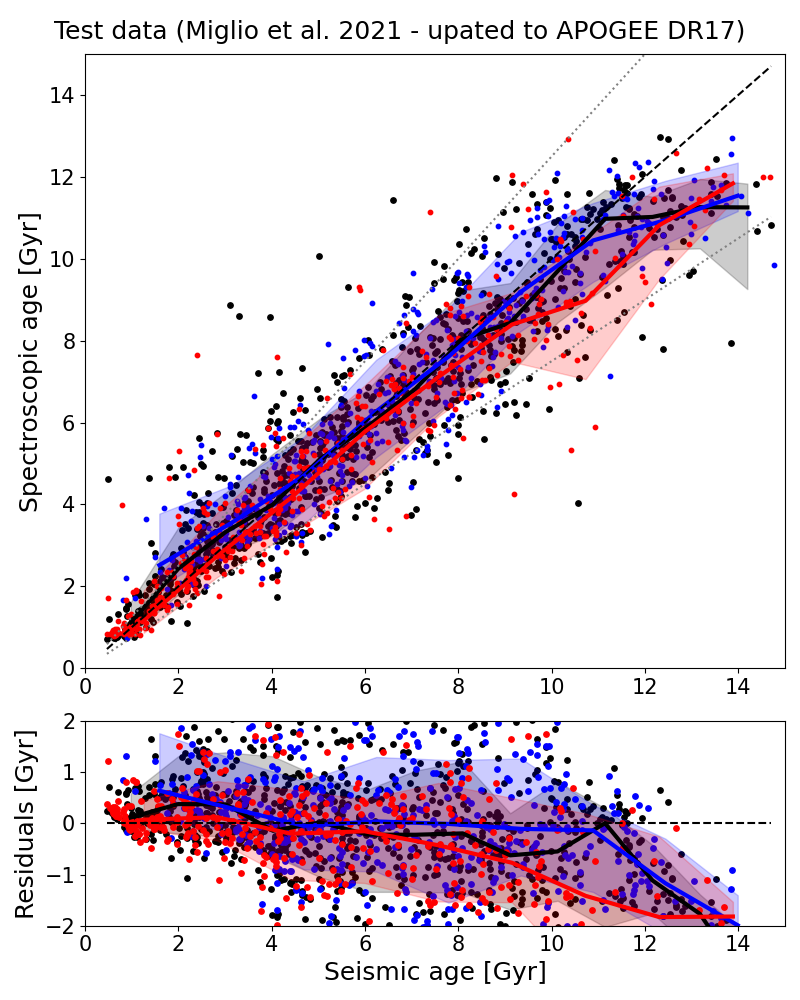 Test data (Miglio et al. 2021 - upated to APOGEE DR17)
Spectroscopic age [Gyr]
14
12
10
8
6
4
2
0
0 2 4 6 8 10 12 14
Residuals [Gyr]
2
1
0
−1
−2
0 2 4 6 8 10 12 14
Seismic age [Gyr]